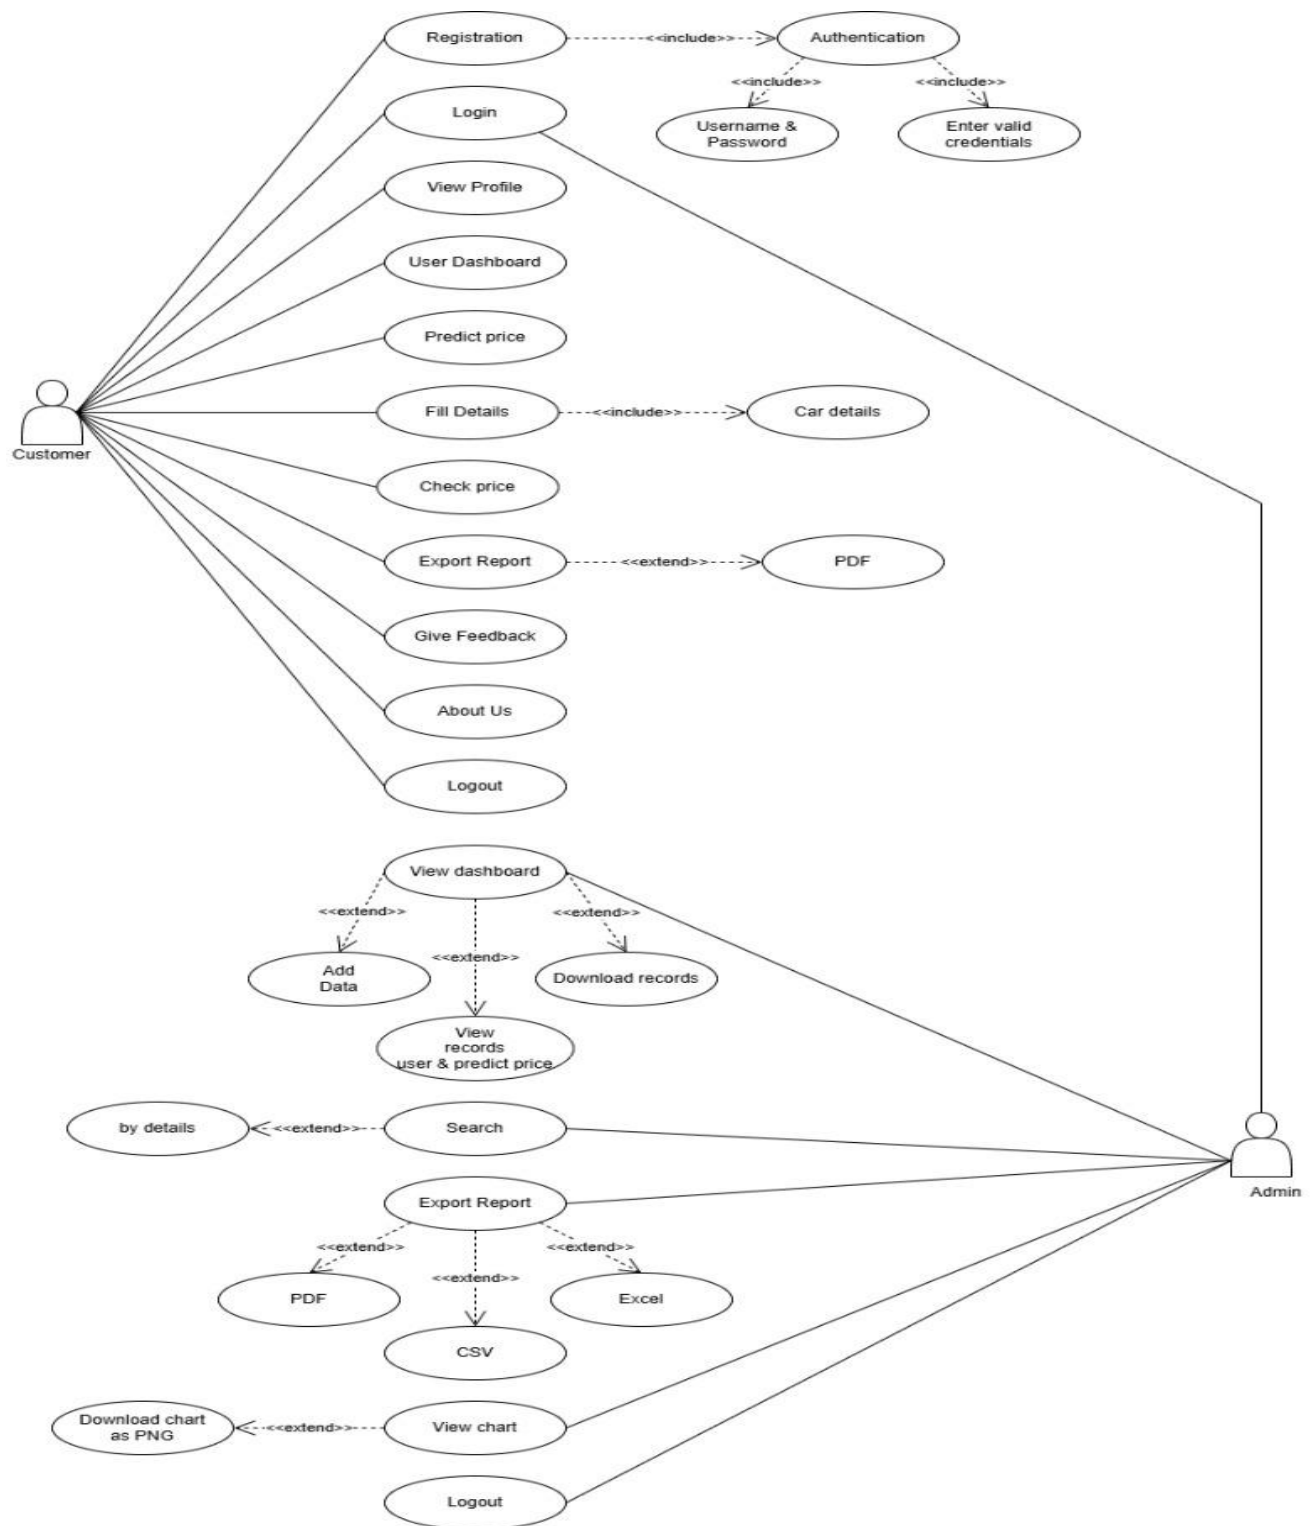 Registration
<<include>>
Authentication
<<include>>
<<include>>
Login
Username &
Password
Enter valid
credentials
View Profile
User Dashboard
Predict price
Fill Details
<<include>>
Car details
Customer
Check price
Export Report
<<extend>>
PDF
Give Feedback
About Us
Logout
View dashboard
<<extend>>
<<extend>>
<<extend>>
Add
Data
Download records
View
records
user & predict price
by details
<<extend>>
Search
Admin
Export Report
<<extend>>
<<extend>>
<<extend>>
PDF
Excel
CSV
Download chart
as PNG
<<extend>>
View chart
Logout